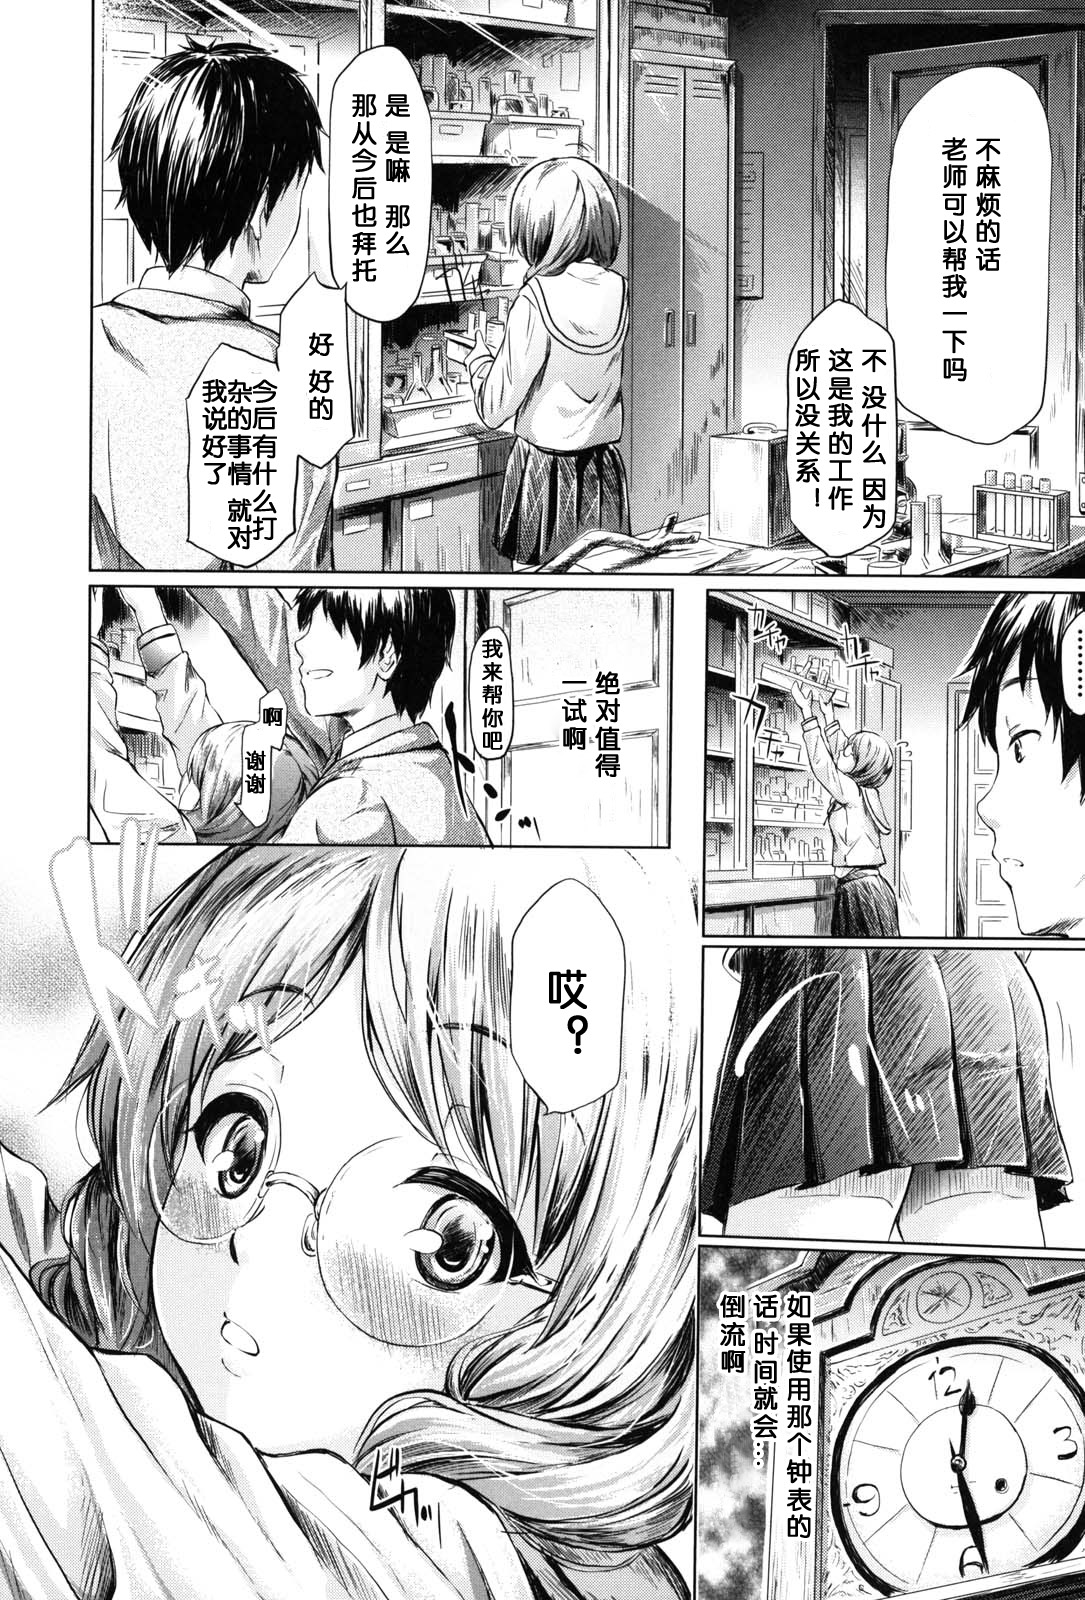 不麻烦的话
老师可以帮我一下吗
不 没什么 因为
这是我的工作
所以没关系！
是 是嘛 那么
那从今后也拜托
好 好的
今后有什么打
杂的事情 就对
我说好了
………
如果使用那个钟表的
话 时间就会…
倒流啊
12
3
9
绝对值得
一试啊
我来帮你吧
啊
谢谢
哎？